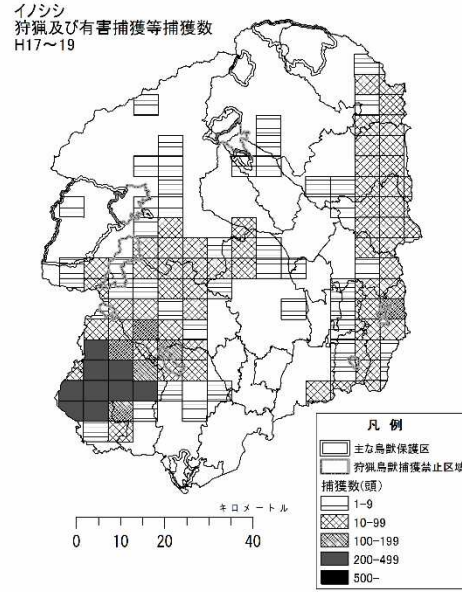 イノシシ
狩猟及び有害捕獲等捕獲数
H17～19
凡 例
主な鳥獣保護区
狩猟鳥獣捕獲禁止区域
捕獲数(頭)
1-9
10-99
100-199
200-499
500-
キロメートル
0 10 20 40